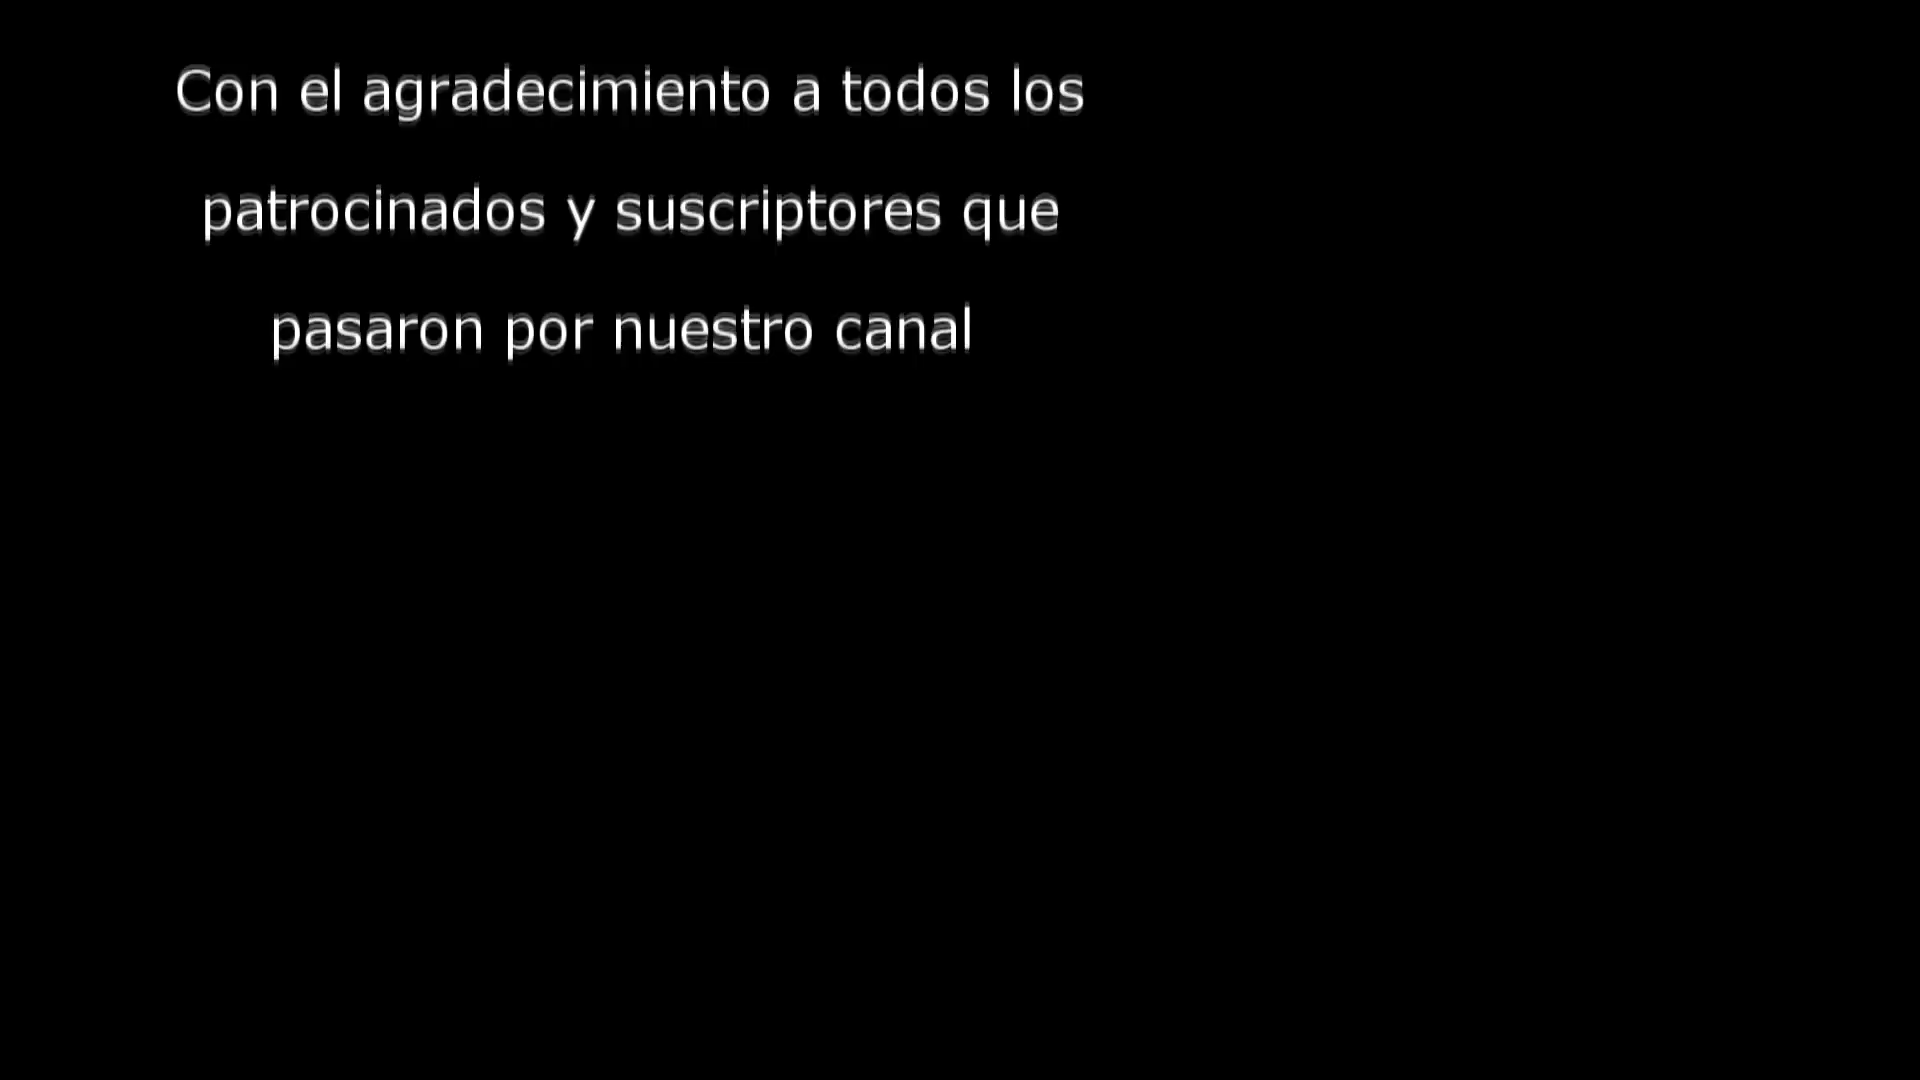 Con el agradecimiento a todos los
patrocinados y suscriptores que
pasaron por nuestro canal